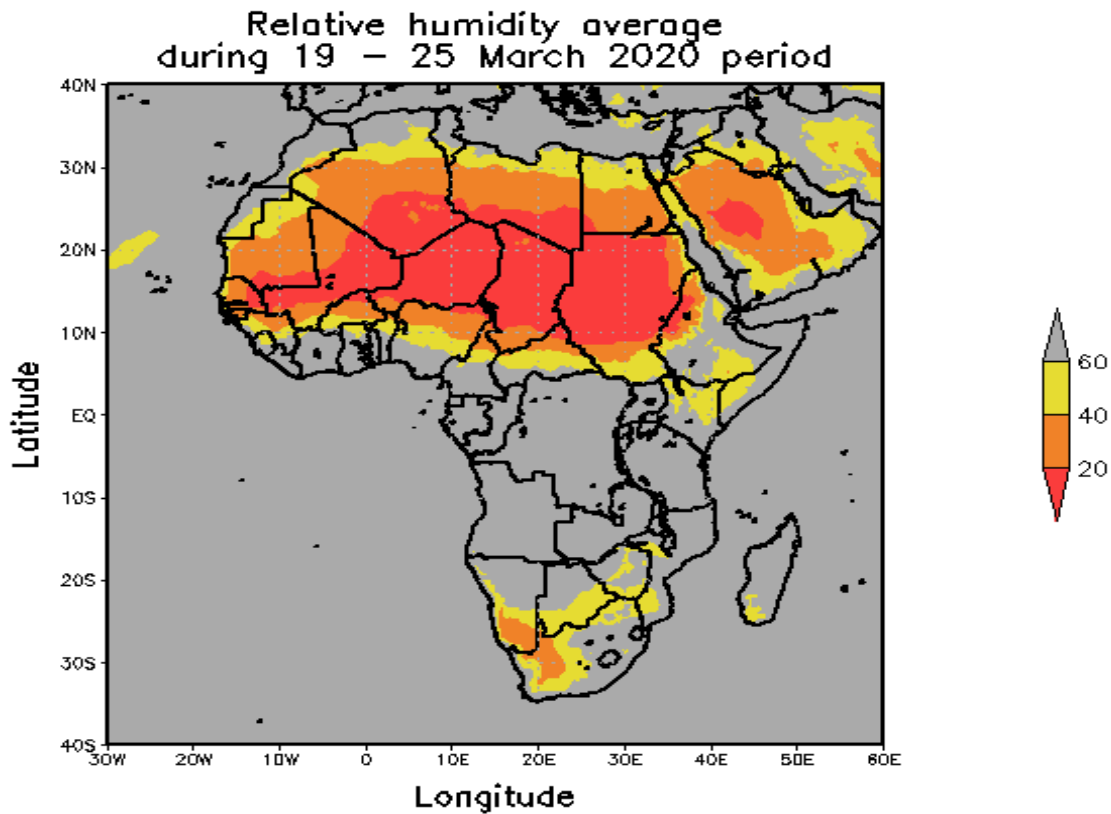 Relative humidity average
during 19 – 25 March 2020 period
40N
30N
20N
10N
EQ
10S
20S
30S
40S
Latitude
30W
20W
10W
0
10E
20E
30E
40E
50E
60E
Longitude
60
40
20